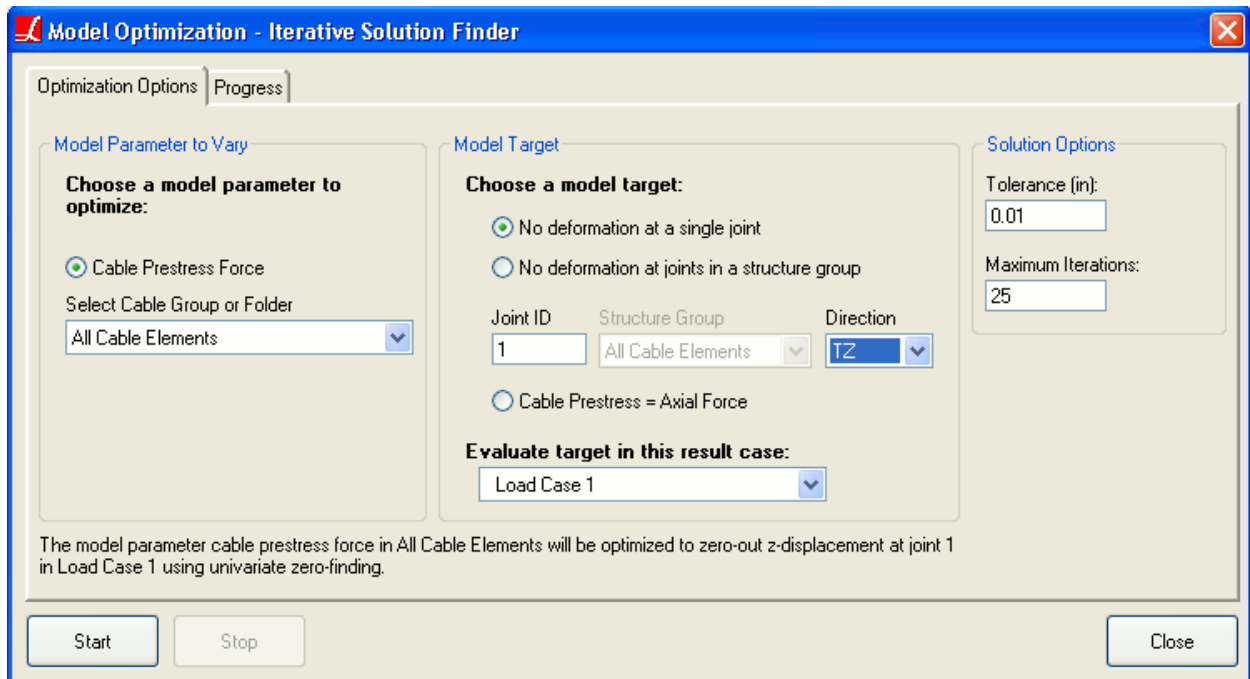 Model Optimization - Iterative Solution Finder
Optimization Options
Progress
Model Parameter to Vary
Choose a model parameter to
optimize:
Cable Prestress Force
Select Cable Group or Folder
All Cable Elements
Model Target
Choose a model target:
No deformation at a single joint
No deformation at joints in a structure group
Joint ID
Structure Group
Direction
1
All Cable Elements
TZ
Cable Prestress = Axial Force
Evaluate target in this result case:
Load Case 1
Solution Options
Tolerance (in):
0.01
Maximum Iterations:
25
The model parameter cable prestress force in All Cable Elements will be optimized to zero-out z-displacement at joint 1
in Load Case 1 using univariate zero-finding.
Start
Stop
Close